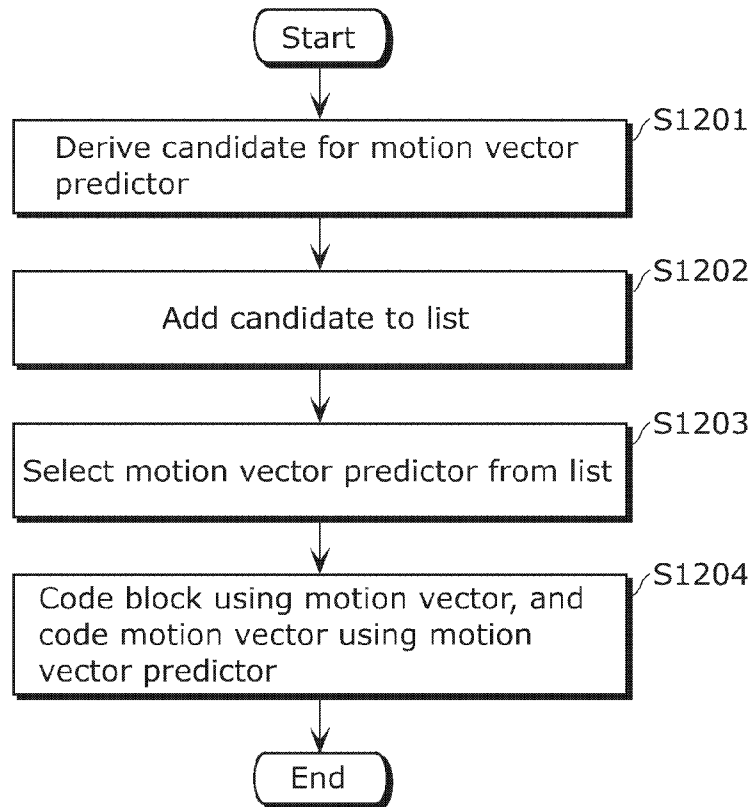 Start
S1201
Derive candidate for motion vector
predictor
S1202
Add candidate to list
S1203
Select motion vector predictor from list
S1204
Code block using motion vector, and
code motion vector using motion
vector predictor
End